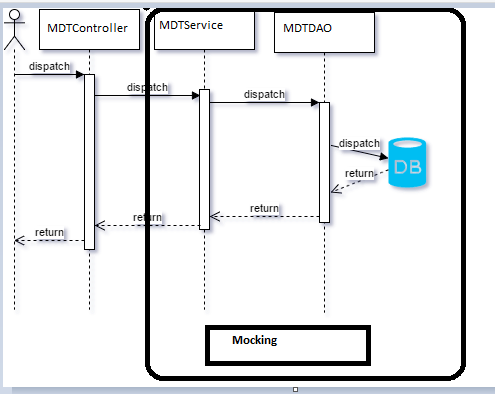 MDTController
MDTService
MDTDAO
dispatch
dispatch
dispatch
dispatch
DB
return
return
return
return
Mocking